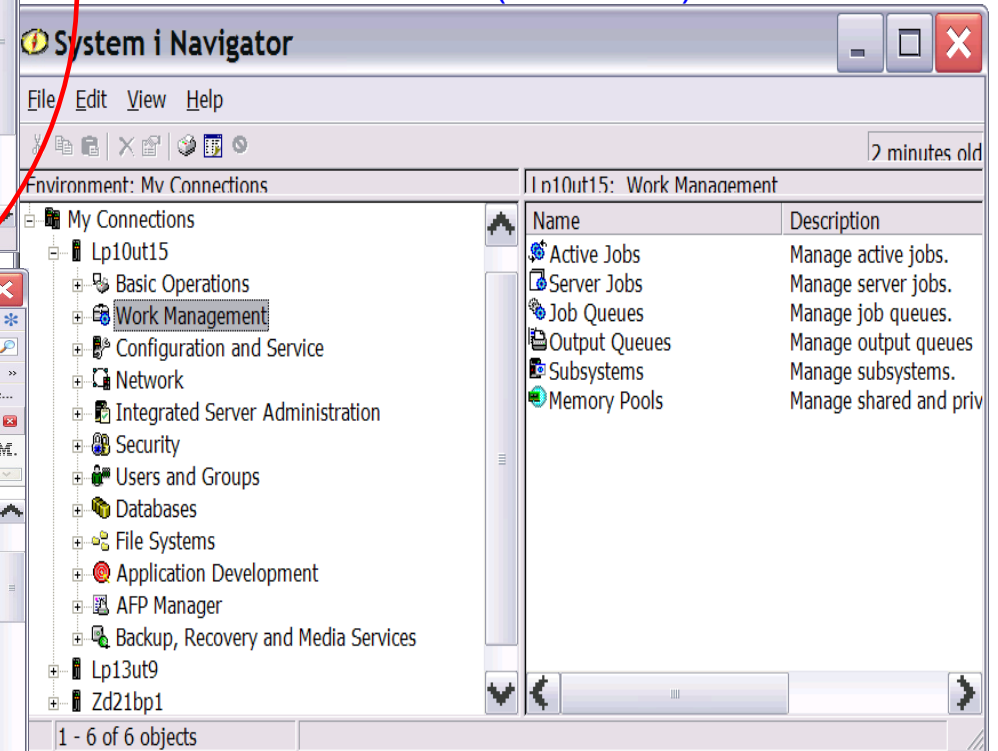 System i Navigator
File Edit View Help
2 minutes old
Environment: My Connections
Lp10ut15: Work Management
My Connections
Lp10ut15
Basic Operations
Work Management
Configuration and Service
Network
Integrated Server Administration
Security
Users and Groups
Databases
File Systems
Application Development
AFP Manager
Backup, Recovery and Media Services
Lp13ut9
Zd21bp1
Name Description
Active Jobs Manage active jobs.
Server Jobs Manage server jobs.
Job Queues Manage job queues.
Output Queues Manage output queues
Subsystems Manage subsystems.
Memory Pools Manage shared and priv
1 - 6 of 6 objects